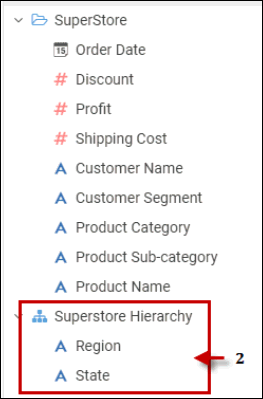 SuperStore
15 Order Date
# Discount
# Profit
# Shipping Cost
A Customer Name
A Customer Segment
A Product Category
A Product Sub-category
A Product Name
Superstore Hierarchy
A Region
2
A State